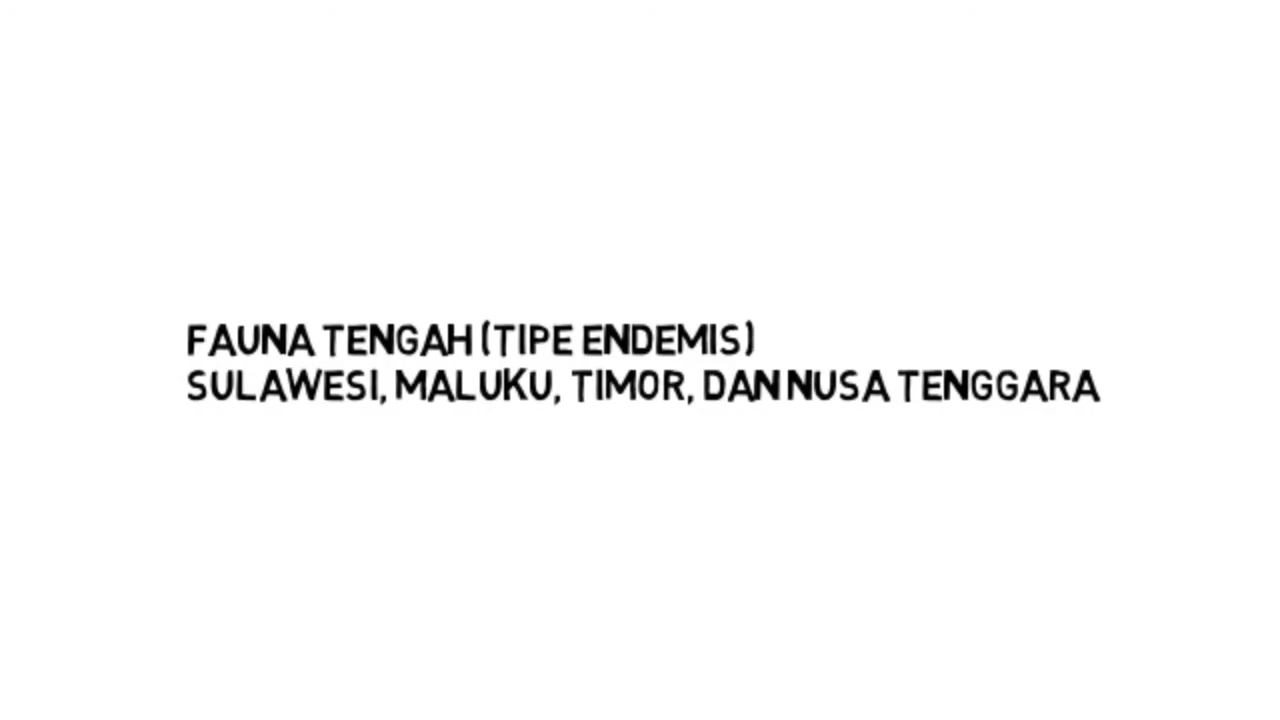 FAUNA TENGAH (TIPE ENDEMIS)
SULAWESI, MALUKU, TIMOR, DAN NUSA TENGGARA